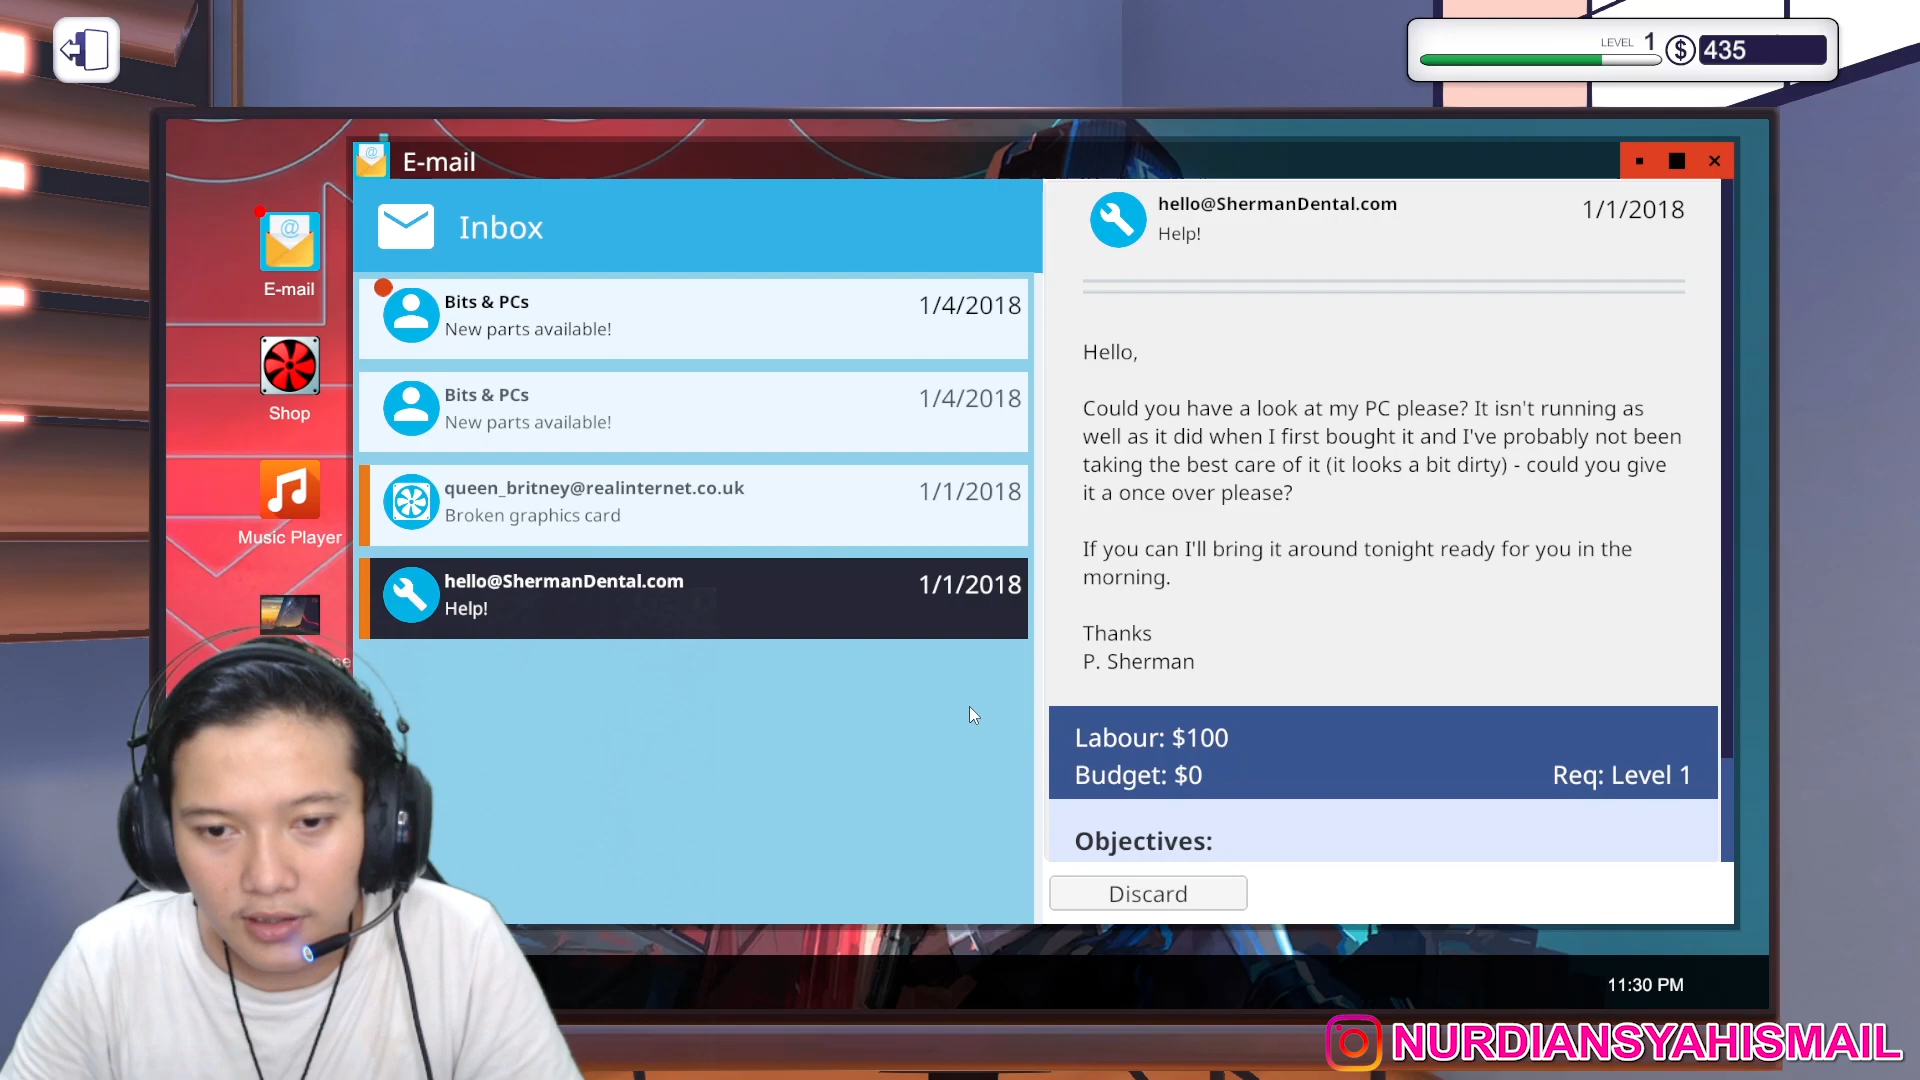 LEVEL 1
$ 435
E-mail
Inbox
hello@ShermanDental.com
1/1/2018
Help!
E-mail
Bits & PCs
1/4/2018
New parts available!
Bits & PCs
1/4/2018
New parts available!
Shop
queen_britney@realinternet.co.uk
1/1/2018
Broken graphics card
Music Player
hello@ShermanDental.com
1/1/2018
Help!
Hello,
Could you have a look at my PC please? It isn't running as
well as it did when I first bought it and I've probably not been
taking the best care of it (it looks a bit dirty) - could you give
it a once over please?
If you can I'll bring it around tonight ready for you in the
morning.
Thanks
P. Sherman
Labour: $100
Budget: $0
Req: Level 1
Objectives:
Discard
11:30 PM
NURDIANSYAHISMAIL